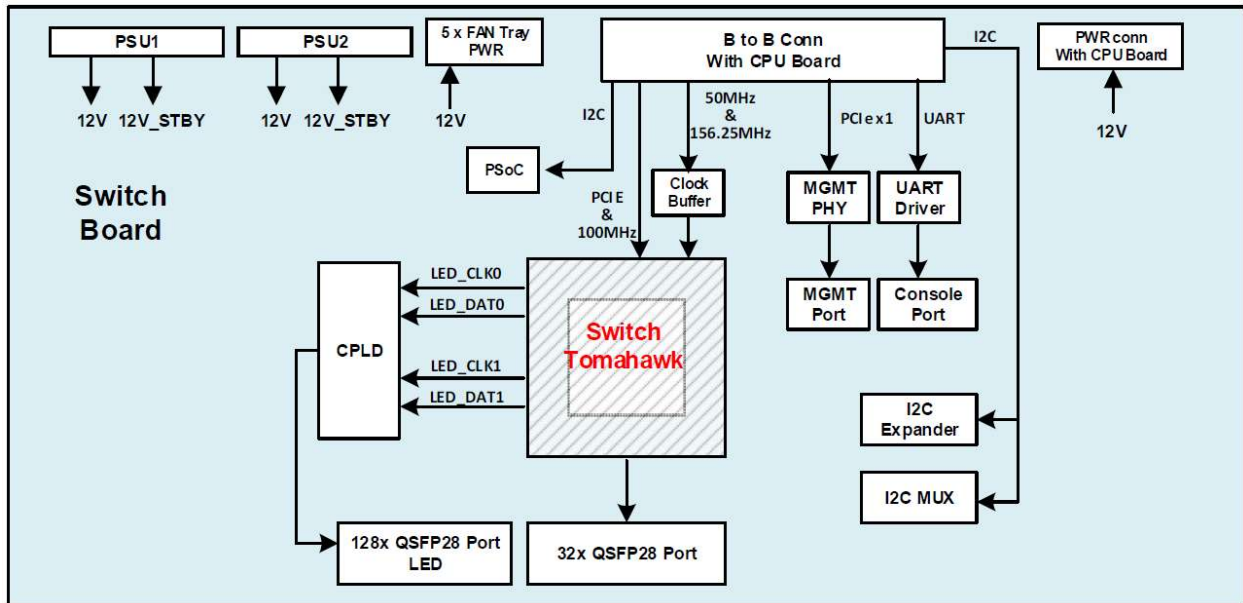 PSU1
PSU2
5 x FAN Tray
PWR
B to B Conn
With CPU Board
I2C
PWR conn
With CPU Board
12V
12V_STBY
12V
12V_STBY
12V
I2C
50MHz
&
156.25MHz
PCIe x1
UART
12V
PSoC
Clock
Buffer
MGMT
PHY
UART
Driver
Switch
Board
PCIE
&
100MHz
LED_CLK0
LED_DAT0
MGMT
Port
Console
Port
CPLD
Switch
Tomahawk
LED_CLK1
LED_DAT1
I2C
Expander
I2C MUX
128x QSFP28 Port
LED
32x QSFP28 Port